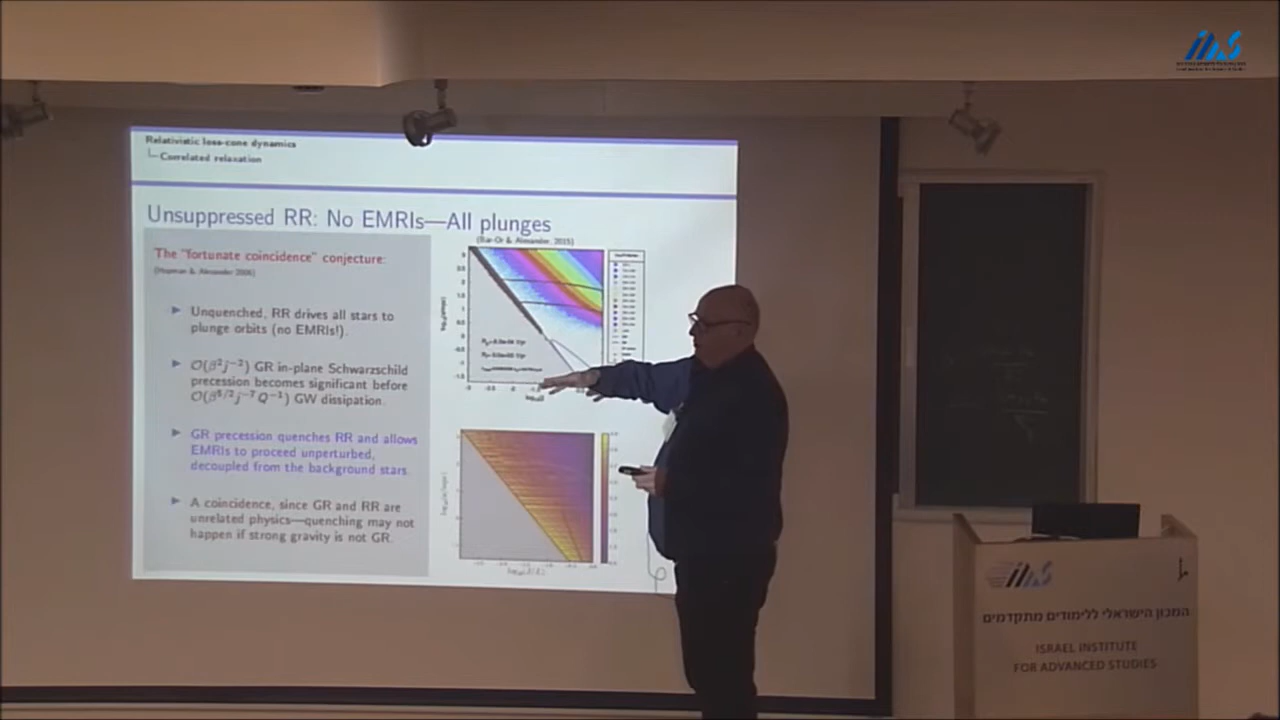 Relativistic loss-cone dynamics
Correlated relaxation
Unsuppressed RR: No EMRIs—All plunges
The "fortunate coincidence" conjecture:
(Hopman & Alexander 2006)
(Bar-Or & Alexander, 2015)
▶ Unquenched, RR drives all stars to
plunge orbits (no EMRIs!).
▶ O(β²j⁻²) GR in-plane Schwarzschild
precession becomes significant before
O(β^{5/2}j⁻⁷Q⁻¹) GW dissipation.
▶ GR precession quenches RR and allows
EMRIs to proceed unperturbed,
decoupled from the background stars.
▶ A coincidence, since GR and RR are
unrelated physics—quenching may not
happen if strong gravity is not GR.
IIAS
IIAS
המכון הישראלי ללימודים מתקדמים
ISRAEL INSTITUTE
FOR ADVANCED STUDIES